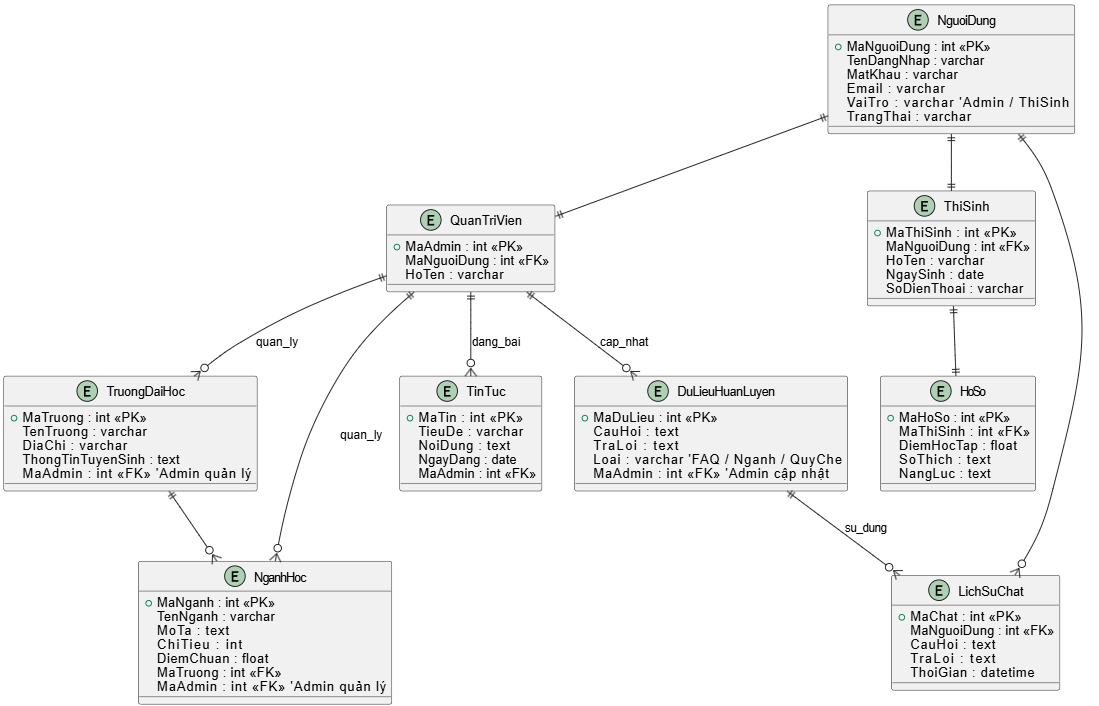 E NguoiDung
MaNguoiDung : int «PK»
TenDangNhap : varchar
MatKhau : varchar
Email : varchar
VaiTro : varchar 'Admin / ThiSinh
TrangThai : varchar
E QuanTriVien
MaAdmin : int «PK»
MaNguoiDung : int «FK»
HoTen : varchar
E ThiSinh
MaThiSinh : int «PK»
MaNguoiDung : int «FK»
HoTen : varchar
NgaySinh : date
SoDienThoai : varchar
quan_ly
dang_bai
cap_nhat
quan_ly
E TruongDaiHoc
MaTruong : int «PK»
TenTruong : varchar
DiaChi : varchar
ThongTinTuyenSinh : text
MaAdmin : int «FK» 'Admin quản lý
E TinTuc
MaTin : int «PK»
TieuDe : varchar
NoiDung : text
NgayDang : date
MaAdmin : int «FK»
E DuLieuHuanLuyen
MaDuLieu : int «PK»
CauHoi : text
TraLoi : text
Loai : varchar 'FAQ / Nganh / QuyChe
MaAdmin : int «FK» 'Admin cập nhật
E HoSo
MaHoSo : int «PK»
MaThiSinh : int «FK»
DiemHocTap : float
SoThich : text
NangLuc : text
su_dung
E NganhHoc
MaNganh : int «PK»
TenNganh : varchar
MoTa : text
ChiTieu : int
DiemChuan : float
MaTruong : int «FK»
MaAdmin : int «FK» 'Admin quản lý
E LichSuChat
MaChat : int «PK»
MaNguoiDung : int «FK»
CauHoi : text
TraLoi : text
ThoiGian : datetime